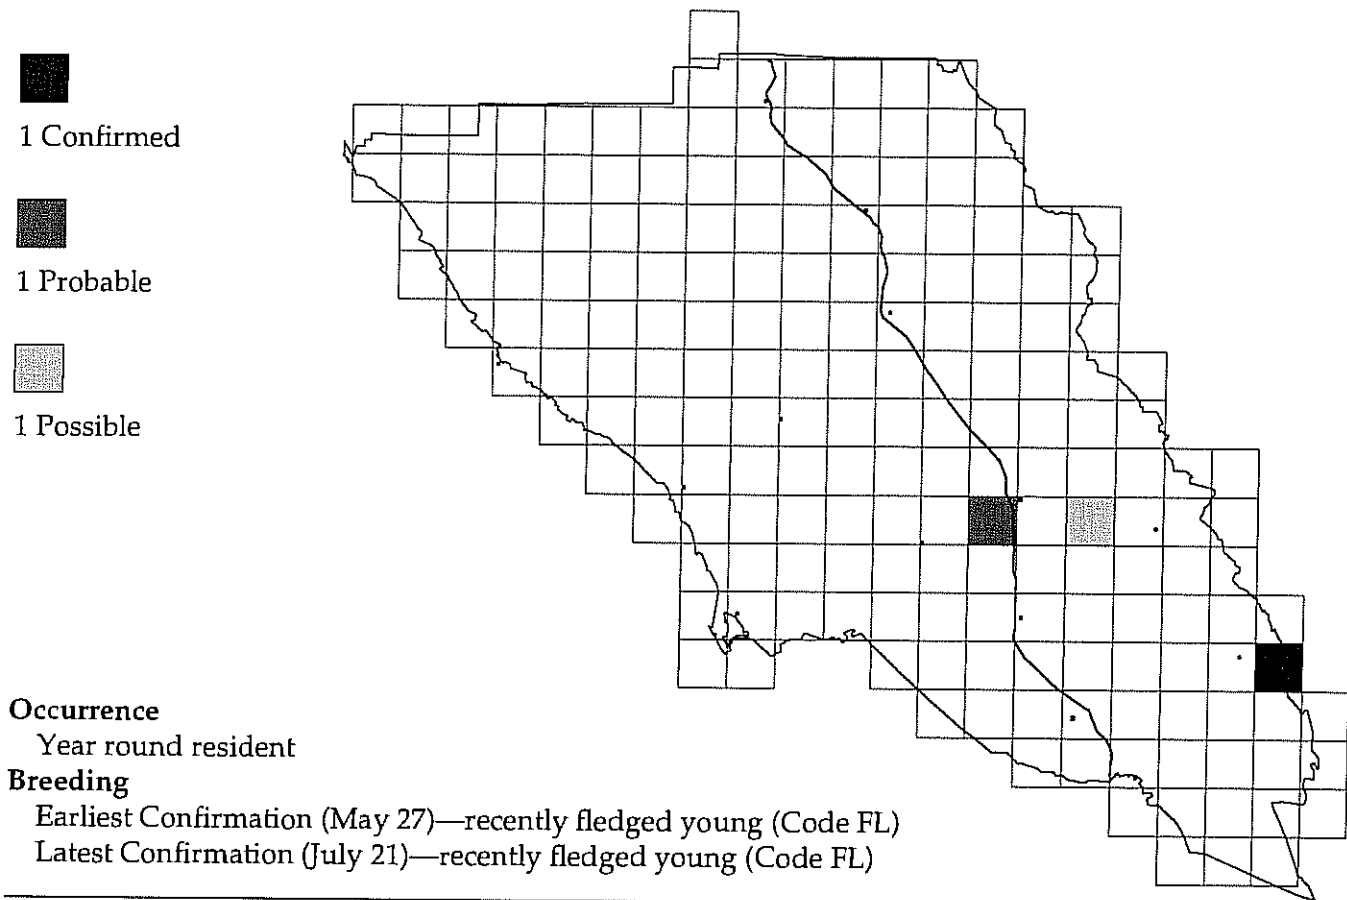 1 Confirmed
1 Probable
1 Possible
Occurrence
Year round resident
Breeding
Earliest Confirmation (May 27)—recently fledged young (Code FL)
Latest Confirmation (July 21)—recently fledged young (Code FL)